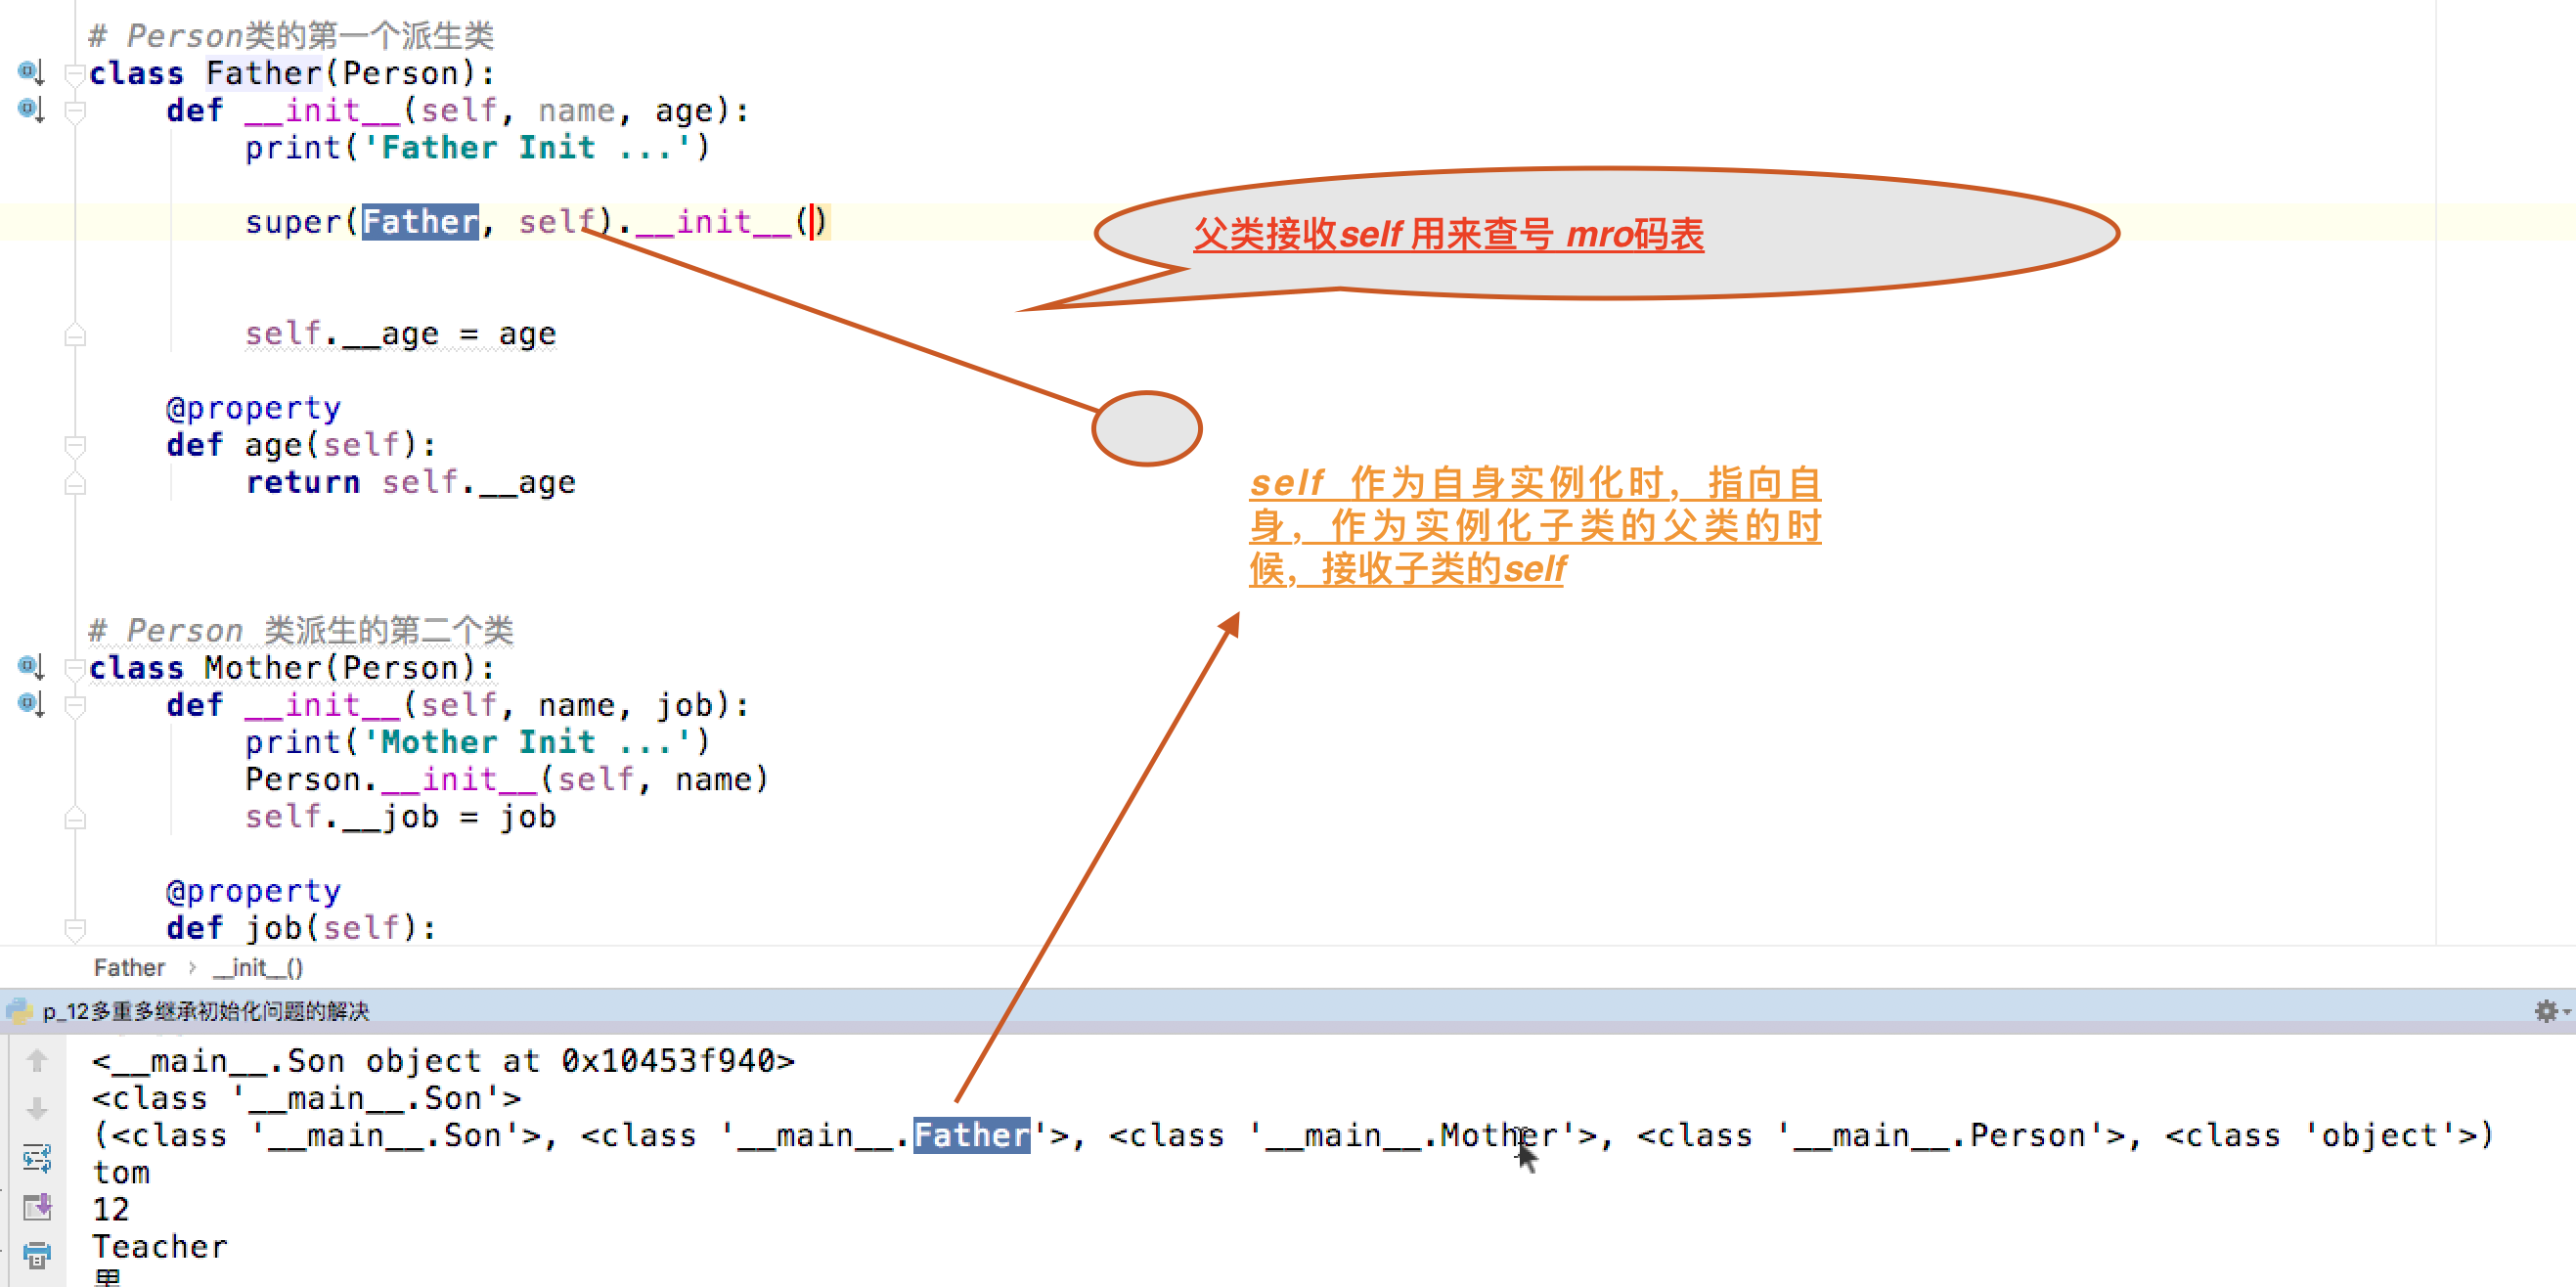 # Person类的第一个派生类
class Father(Person):
def __init__(self, name, age):
print('Father Init ...')
super(Father, self).__init__()
父类接收self 用来查号 mro码表
self.__age = age
@property
def age(self):
return self.__age
self 作为自身实例化时，指向自
身，作为实例化子类的父类的时
候，接收子类的self
# Person 类派生的第二个类
class Mother(Person):
def __init__(self, name, job):
print('Mother Init ...')
Person.__init__(self, name)
self.__job = job
@property
def job(self):
Father › __init__()
p_12多重多继承初始化问题的解决
<__main__.Son object at 0x10453f940>
<class '__main__.Son'>
(<class '__main__.Son'>, <class '__main__.Father'>, <class '__main__.Mother'>, <class '__main__.Person'>, <class 'object'>)
tom
12
Teacher
男